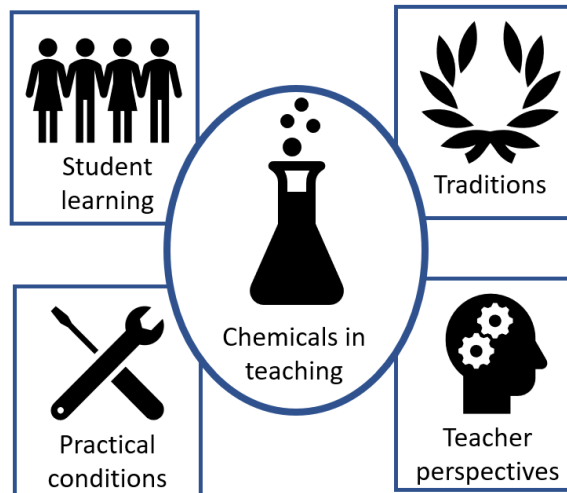 Student
learning
Traditions
Chemicals in
teaching
Practical
conditions
Teacher
perspectives